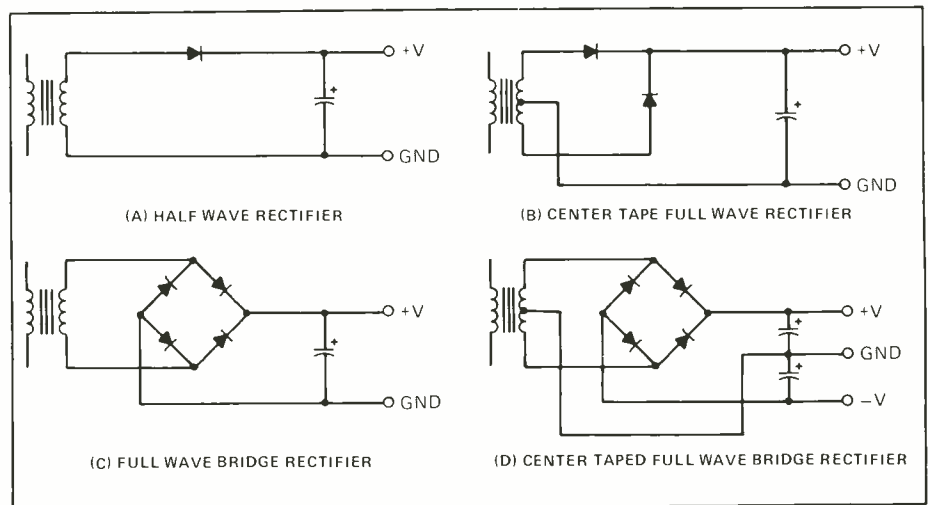 +V
+
GND
(A) HALF WAVE RECTIFIER
+V
+
GND
(B) CENTER TAPE FULL WAVE RECTIFIER
+V
+
GND
(C) FULL WAVE BRIDGE RECTIFIER
+V
+
GND
+
−V
(D) CENTER TAPED FULL WAVE BRIDGE RECTIFIER